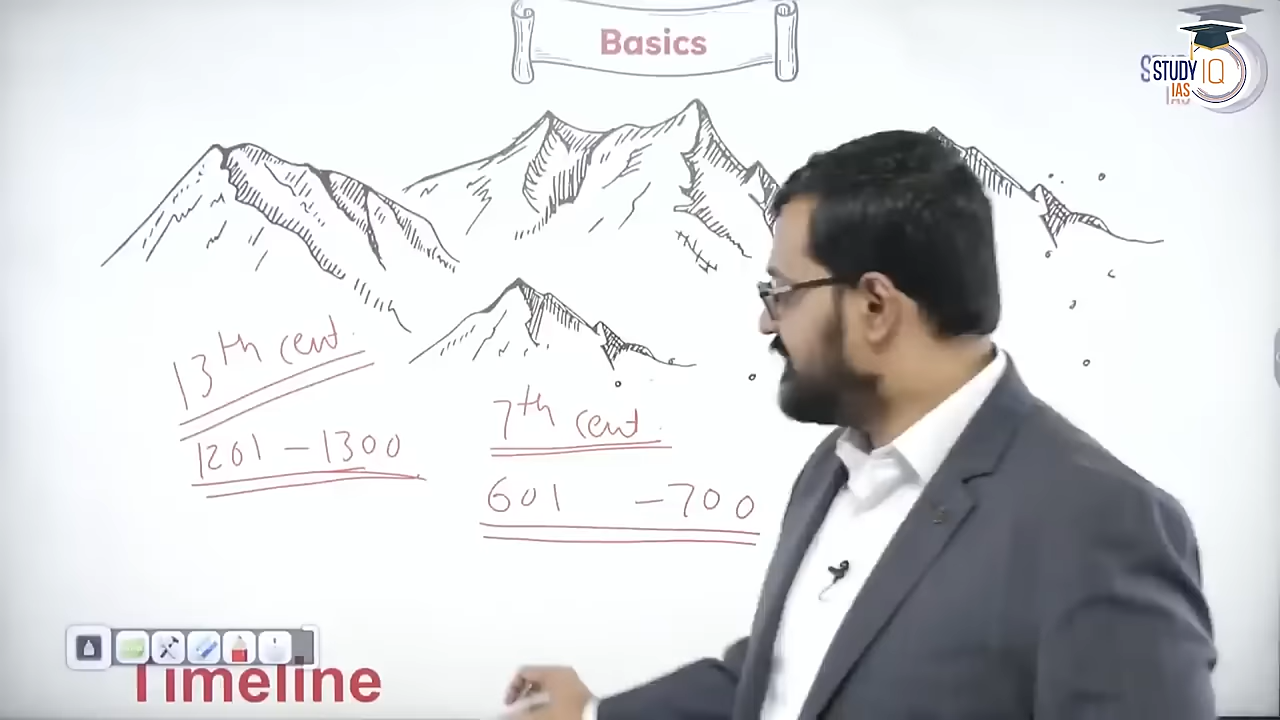 Basics
STUDY IQ
IAS
13th cent.
1201 – 1300
7th cent.
601 – 700
Timeline